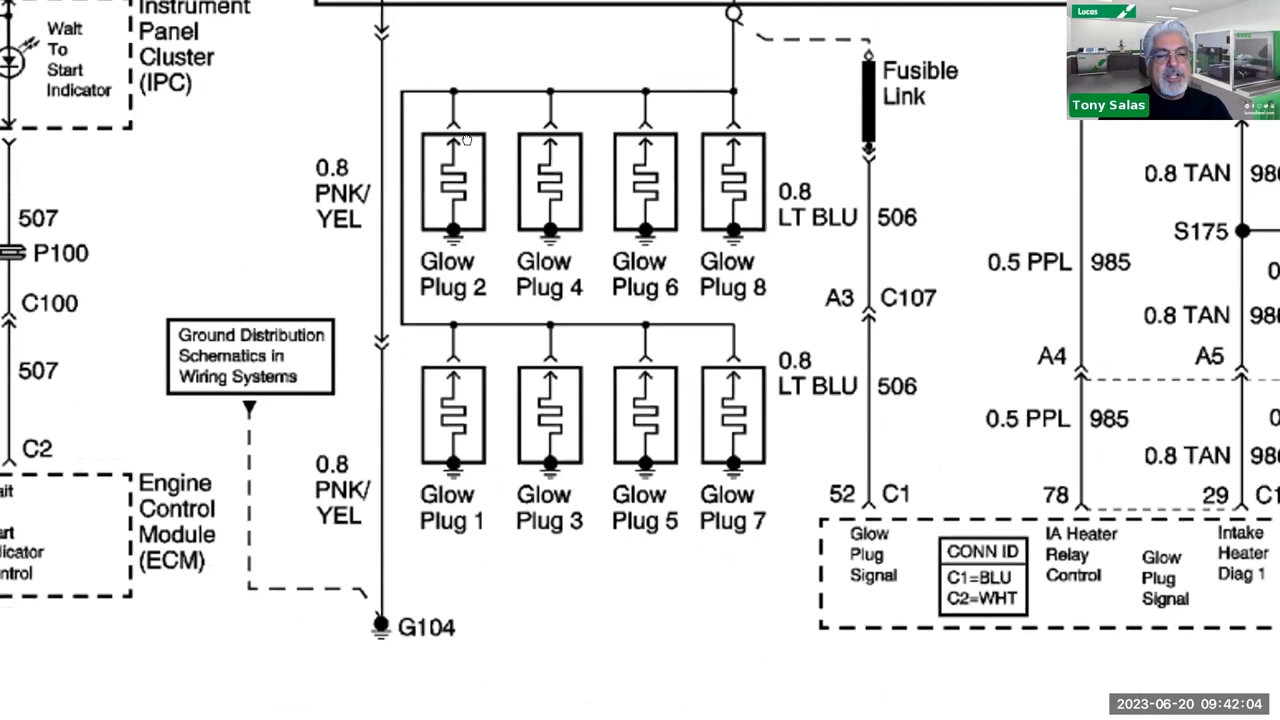 Instrument
Panel
Cluster
(IPC)
Wait
To
Start
Indicator
507
P100
C100
507
C2
Engine
Control
Module
(ECM)
Ground Distribution
Schematics in
Wiring Systems
0.8
PNK/
YEL
0.8
PNK/
YEL
G104
Glow
Plug 2
Glow
Plug 4
Glow
Plug 6
Glow
Plug 8
Glow
Plug 1
Glow
Plug 3
Glow
Plug 5
Glow
Plug 7
Fusible
Link
0.8
LT BLU
506
A3
C107
0.8
LT BLU
506
52
C1
Glow
Plug
Signal
CONN ID
C1=BLU
C2=WHT
0.5 PPL
985
A4
0.5 PPL
985
78
IA Heater
Relay
Control
Glow
Plug
Signal
0.8 TAN
S175
0.8 TAN
A5
0.8 TAN
29
C1
Intake
Heater
Diag 1
Lucas
Tony Salas
2023-06-20 09:42:04